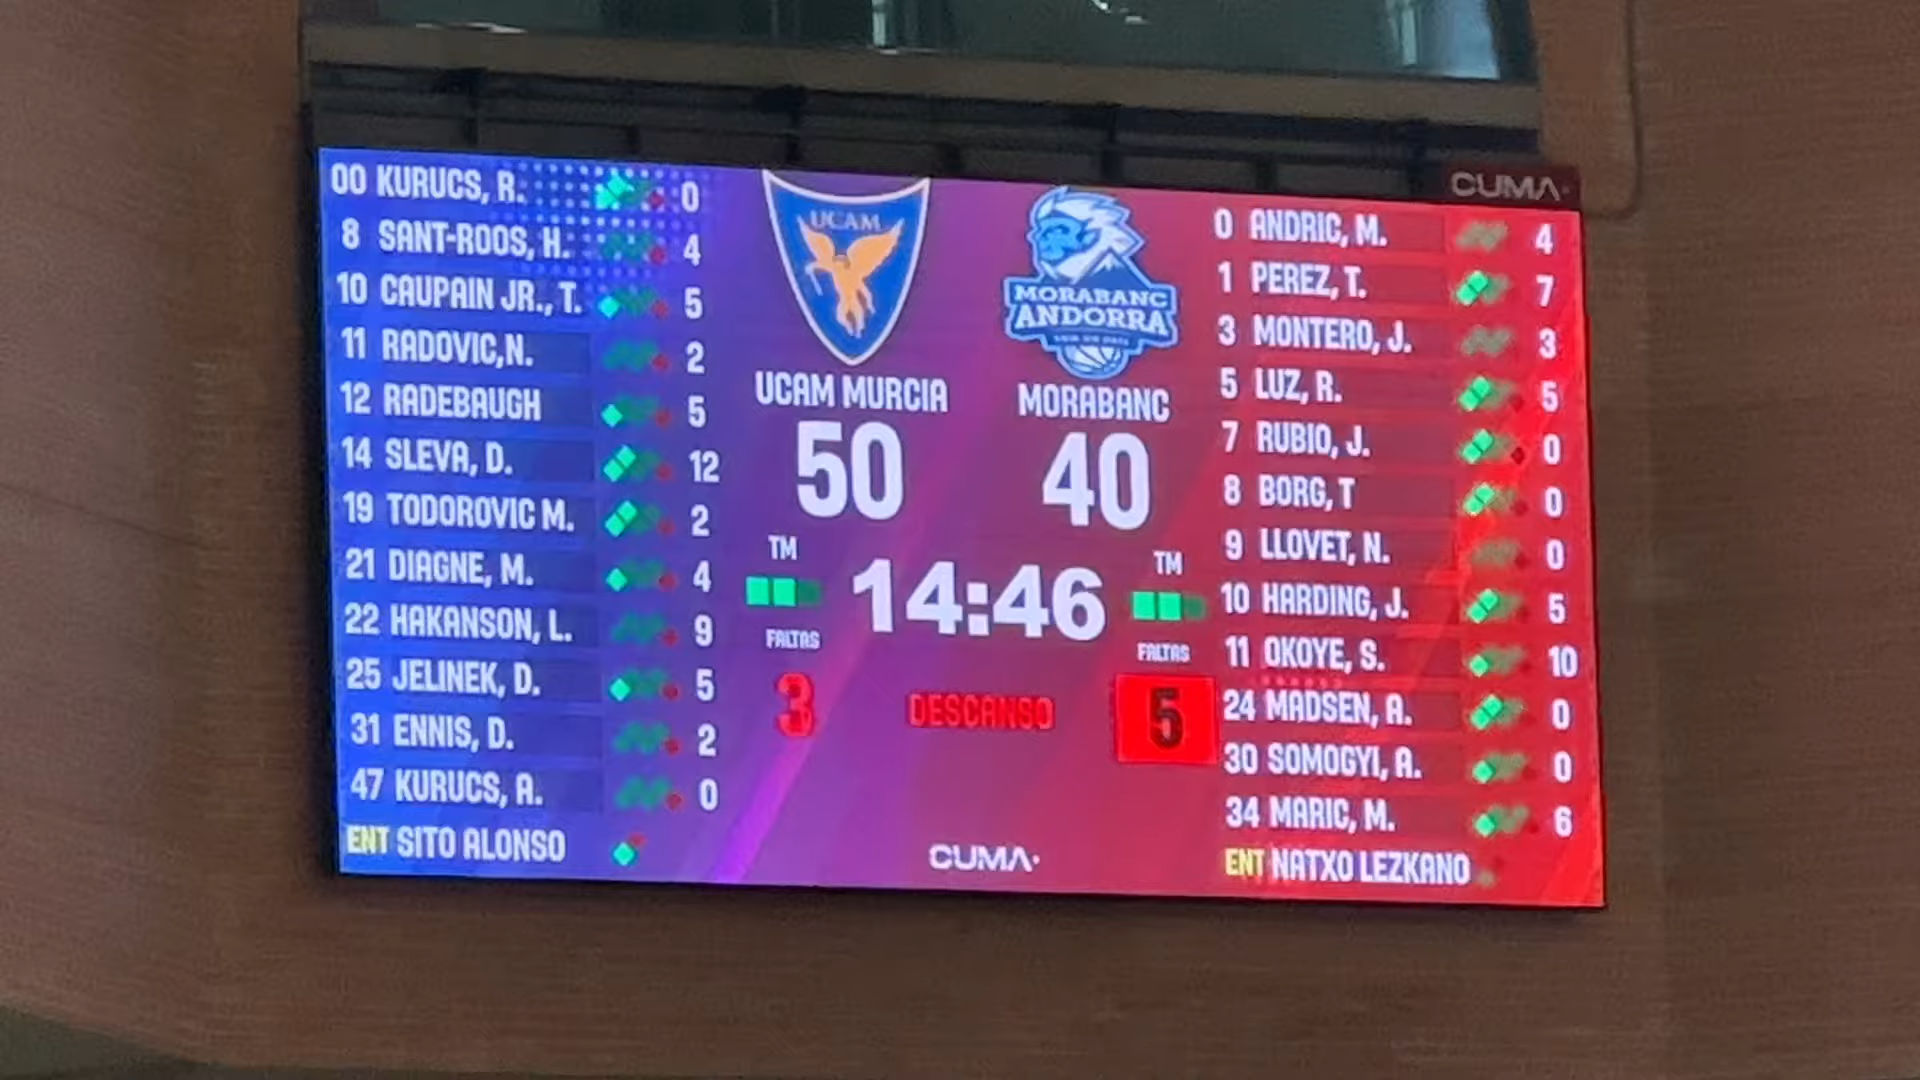 CUMA
00 KURUCS, R. 0
8 SANT-ROOS, H. 4
10 CAUPAIN JR., T. 5
11 RADOVIC,N. 2
12 RADEBAUGH 5
14 SLEVA, D. 12
19 TODOROVIC M. 2
21 DIAGNE, M. 4
22 HAKANSON, L. 9
25 JELINEK, D. 5
31 ENNIS, D. 2
47 KURUCS, A. 0
ENT SITO ALONSO
UCAM
MORABANC
ANDORRA
UCAM MURCIA
MORABANC
50
40
TM
14:46
TM
FALTAS
FALTAS
3
DESCANSO
5
CUMA
0 ANDRIC, M. 4
1 PEREZ, T. 7
3 MONTERO, J. 3
5 LUZ, R. 5
7 RUBIO, J. 0
8 BORG, T 0
9 LLOVET, N. 0
10 HARDING, J. 5
11 OKOYE, S. 10
24 MADSEN, A. 0
30 SOMOGYI, A. 0
34 MARIC, M. 6
ENT NATXO LEZKANO